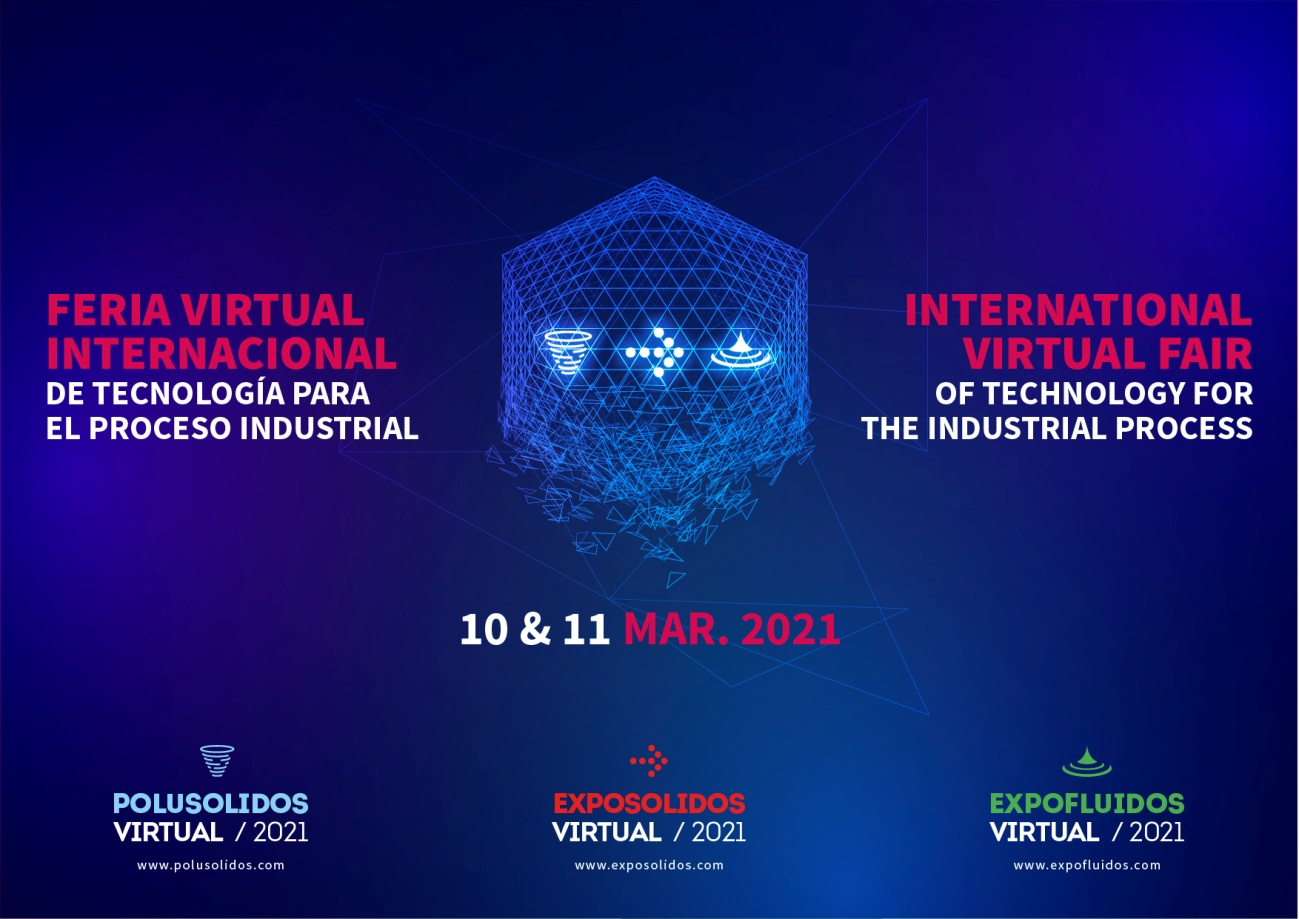 FERIA VIRTUAL
INTERNACIONAL
DE TECNOLOGÍA PARA
EL PROCESO INDUSTRIAL
INTERNATIONAL
VIRTUAL FAIR
OF TECHNOLOGY FOR
THE INDUSTRIAL PROCESS
10 & 11 MAR. 2021
POLUSOLIDOS
VIRTUAL / 2021
www.polusolidos.com
EXPOSOLIDOS
VIRTUAL / 2021
www.exposolidos.com
EXPOFLUIDOS
VIRTUAL / 2021
www.expofluidos.com